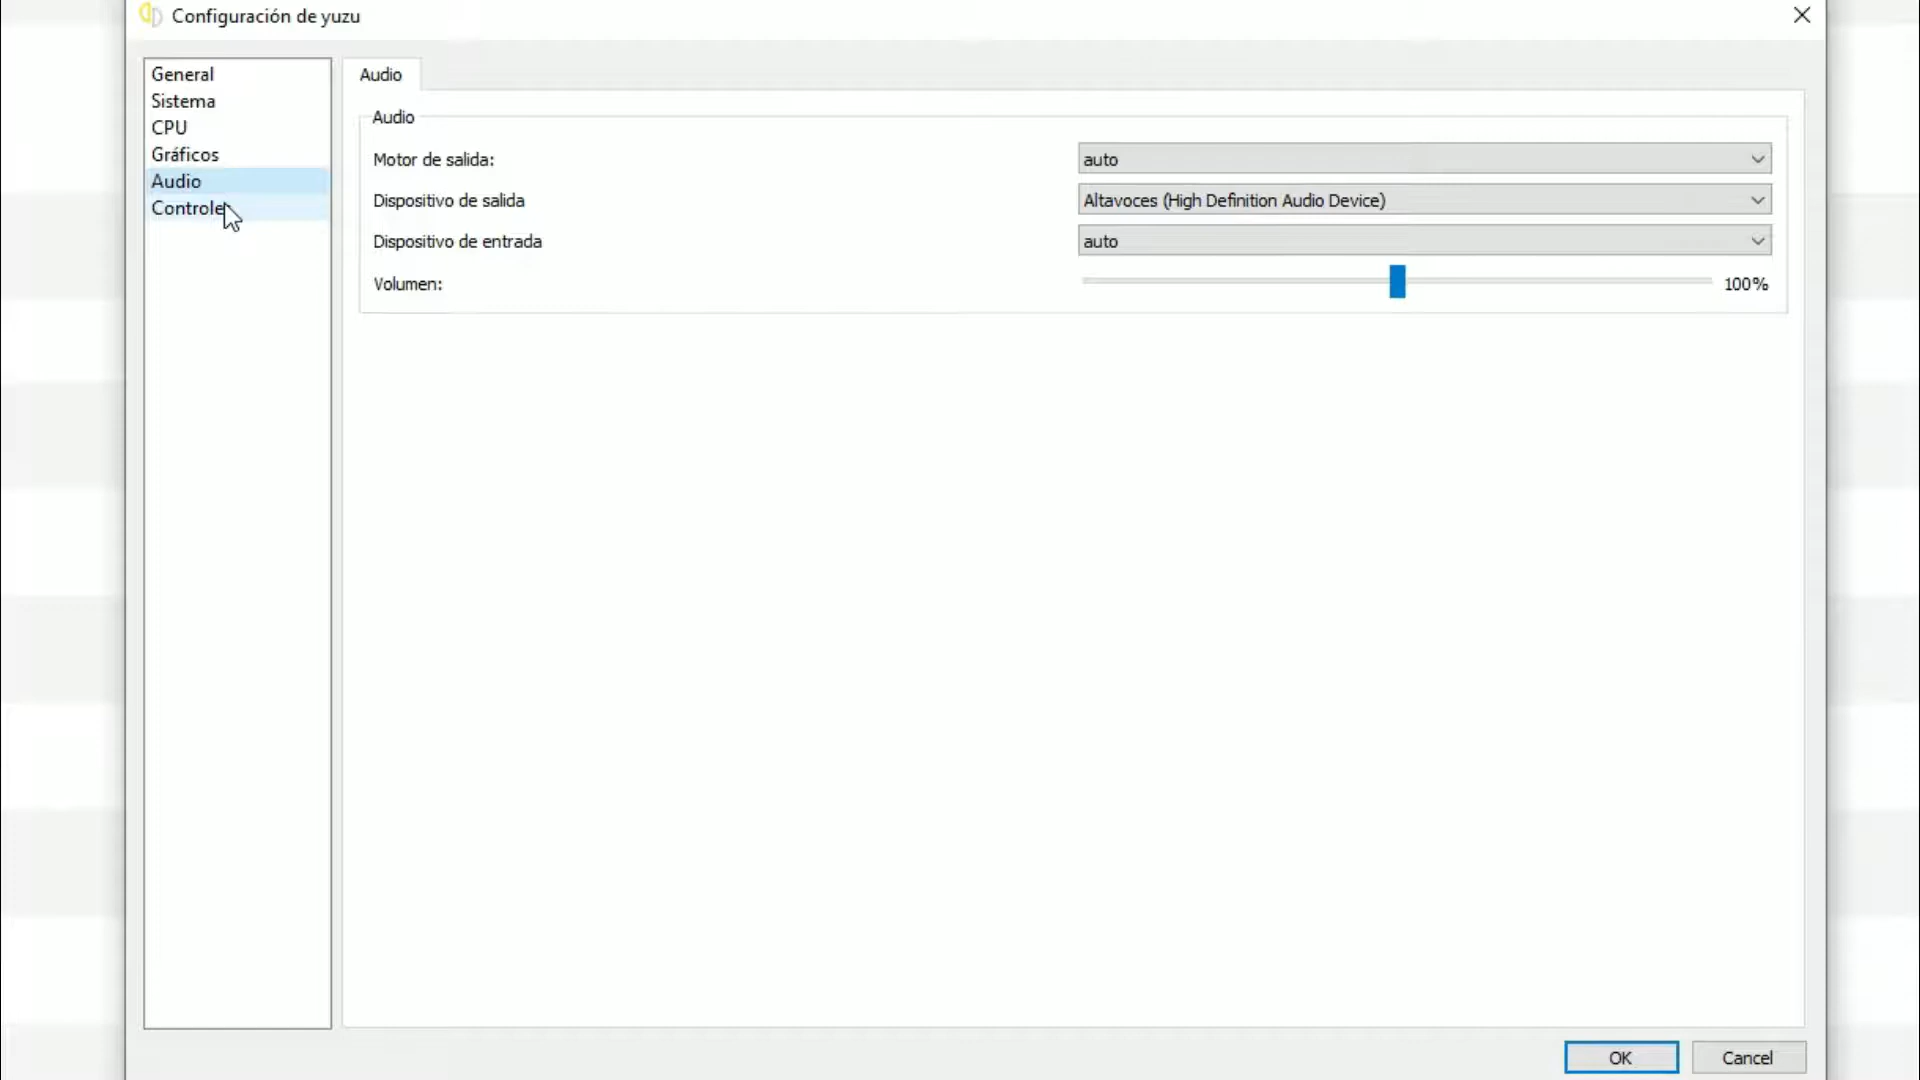 Configuración de yuzu
General
Sistema
CPU
Gráficos
Audio
Controle
Audio
Audio
Motor de salida:
auto
Dispositivo de salida
Altavoces (High Definition Audio Device)
Dispositivo de entrada
auto
Volumen:
100%
OK
Cancel